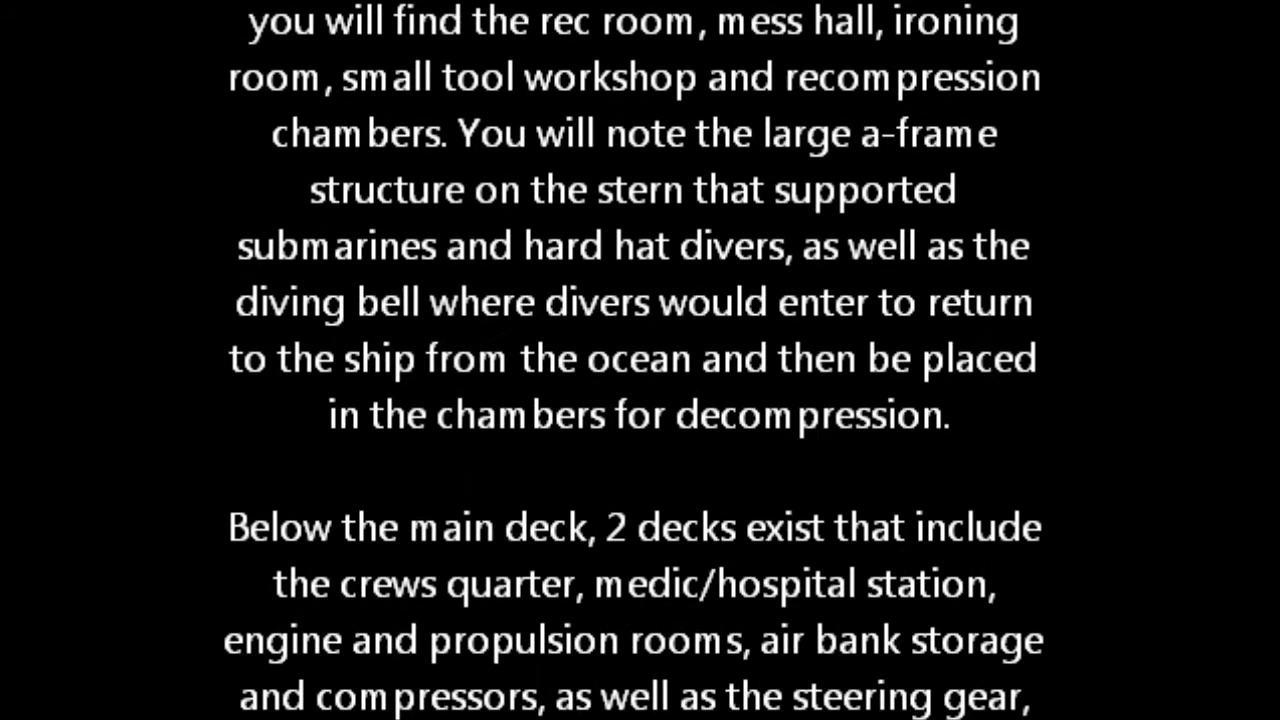 you will find the rec room, mess hall, ironing
room, small tool workshop and recompression
chambers. You will note the large a-frame
structure on the stern that supported
submarines and hard hat divers, as well as the
diving bell where divers would enter to return
to the ship from the ocean and then be placed
in the chambers for decompression.
Below the main deck, 2 decks exist that include
the crews quarter, medic/hospital station,
engine and propulsion rooms, air bank storage
and compressors, as well as the steering gear,